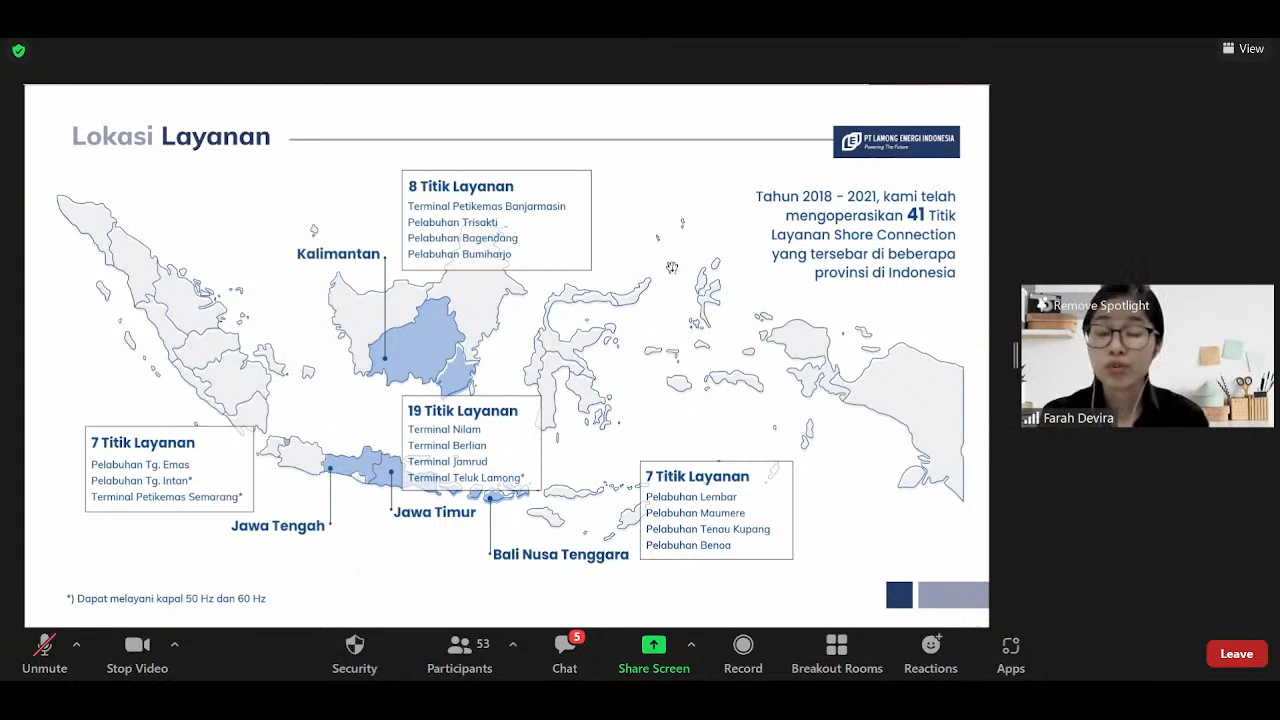 View
Lokasi Layanan
PT LAMONG ENERGI INDONESIA
Powering The Future
8 Titik Layanan
Terminal Petikemas Banjarmasin
Pelabuhan Trisakti
Pelabuhan Bagendang
Pelabuhan Bumiharjo
Kalimantan
Tahun 2018 - 2021, kami telah
mengoperasikan 41 Titik
Layanan Shore Connection
yang tersebar di beberapa
provinsi di Indonesia
Remove Spotlight
Farah Devira
19 Titik Layanan
Terminal Nilam
Terminal Berlian
Terminal Jamrud
Terminal Teluk Lamong*
7 Titik Layanan
Pelabuhan Tg. Emas
Pelabuhan Tg. Intan*
Terminal Petikemas Semarang*
7 Titik Layanan
Pelabuhan Lembar
Pelabuhan Maumere
Pelabuhan Tenau Kupang
Pelabuhan Benoa
Jawa Tengah
Jawa Timur
Bali Nusa Tenggara
*) Dapat melayani kapal 50 Hz dan 60 Hz
Unmute
Stop Video
Security
53
Participants
5
Chat
Share Screen
Record
Breakout Rooms
Reactions
Apps
Leave